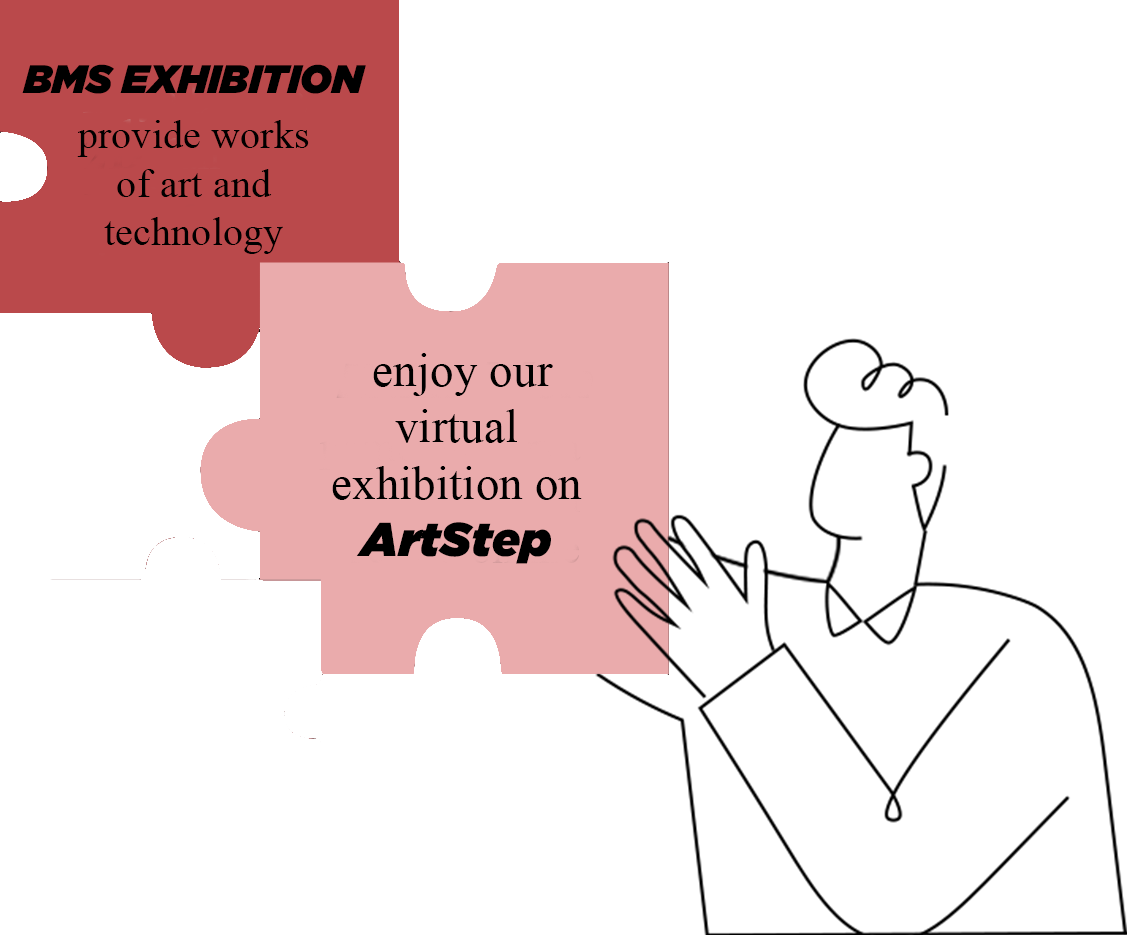 BMS EXHIBITION
provide works
of art and
technology
enjoy our
virtual
exhibition on
ArtStep